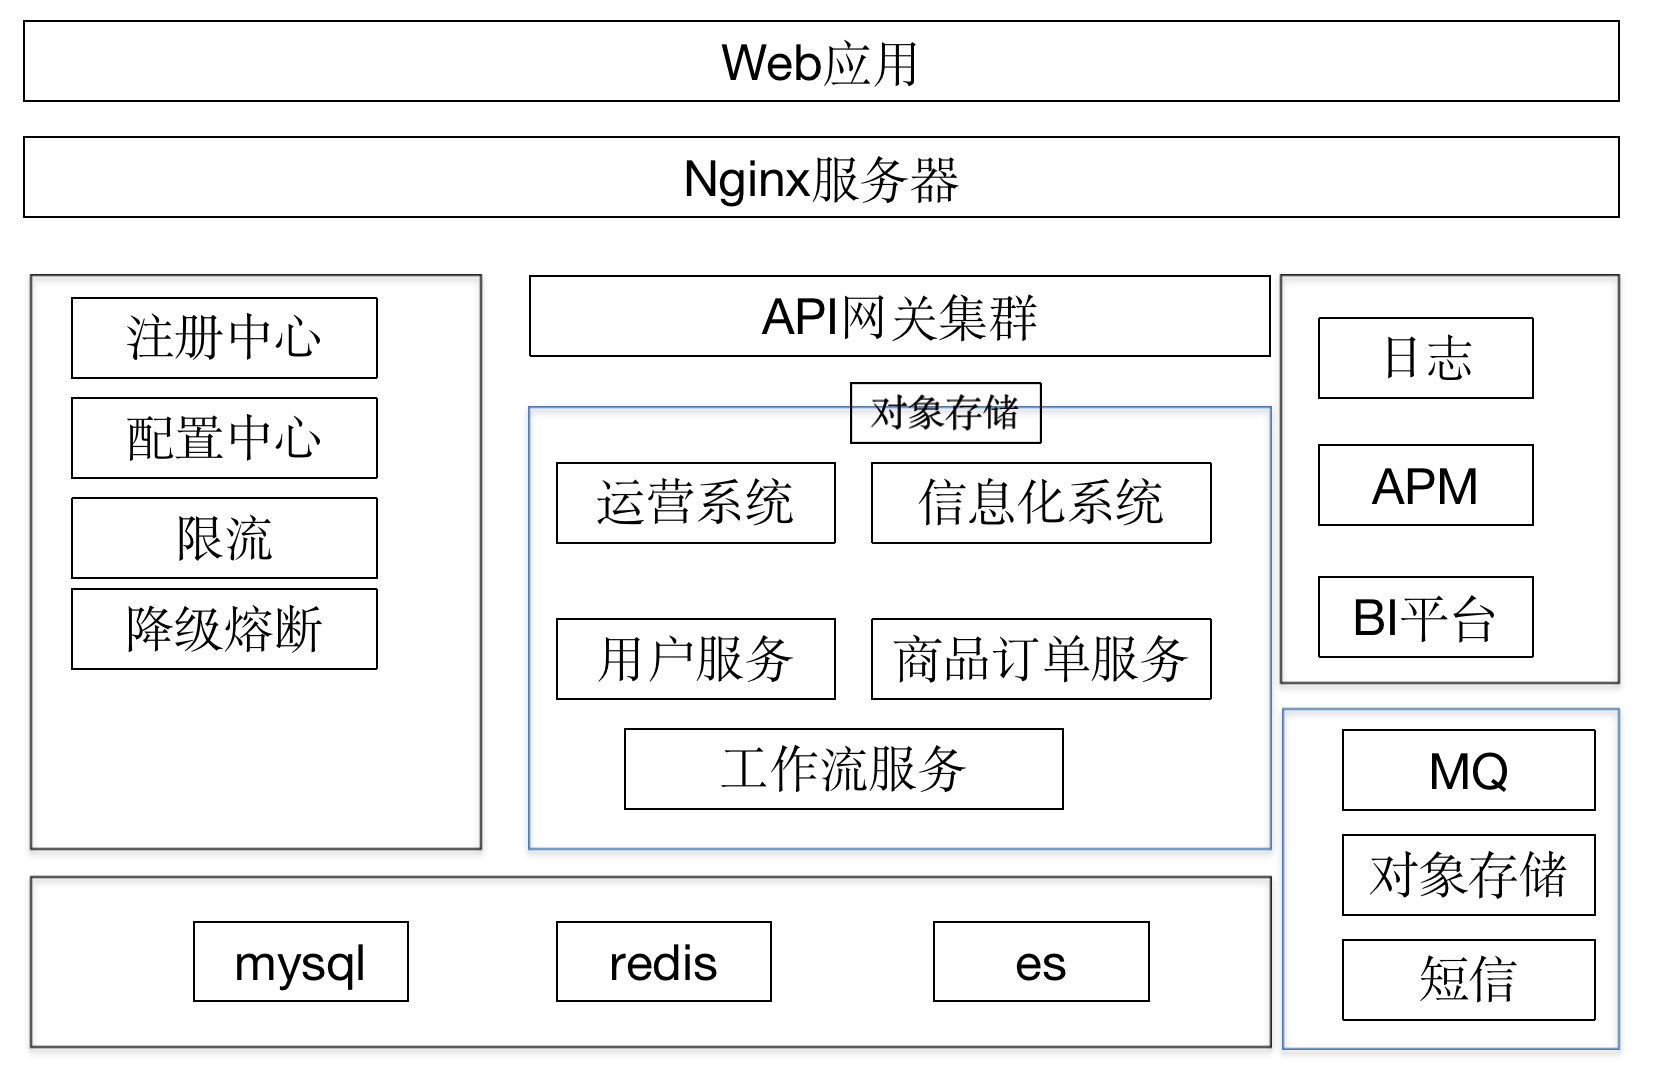 Web应用
Nginx服务器
注册中心
配置中心
限流
降级熔断
API网关集群
对象存储
运营系统
信息化系统
用户服务
商品订单服务
工作流服务
日志
APM
BI平台
MQ
对象存储
短信
mysql
redis
es